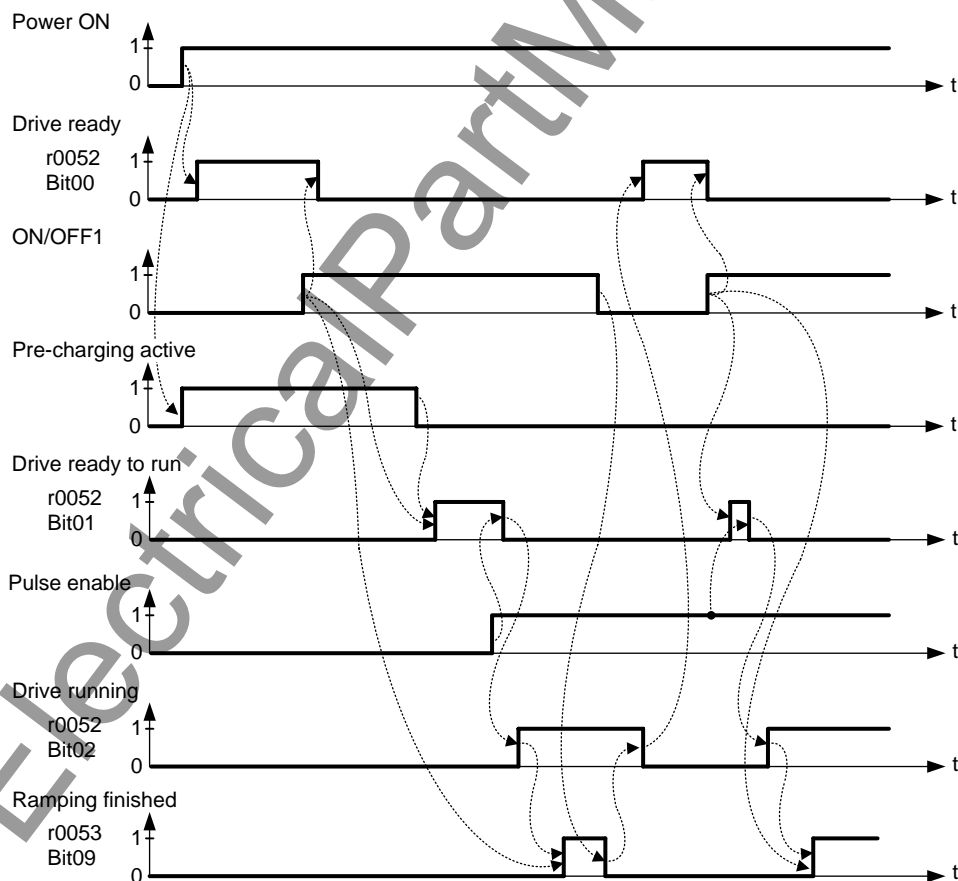 Power ON
1
0
t
Drive ready
r0052
Bit00
1
0
t
ON/OFF1
1
0
t
Pre-charging active
1
0
t
Drive ready to run
r0052
Bit01
1
0
t
Pulse enable
1
0
t
Drive running
r0052
Bit02
1
0
t
Ramping finished
r0053
Bit09
1
0
t